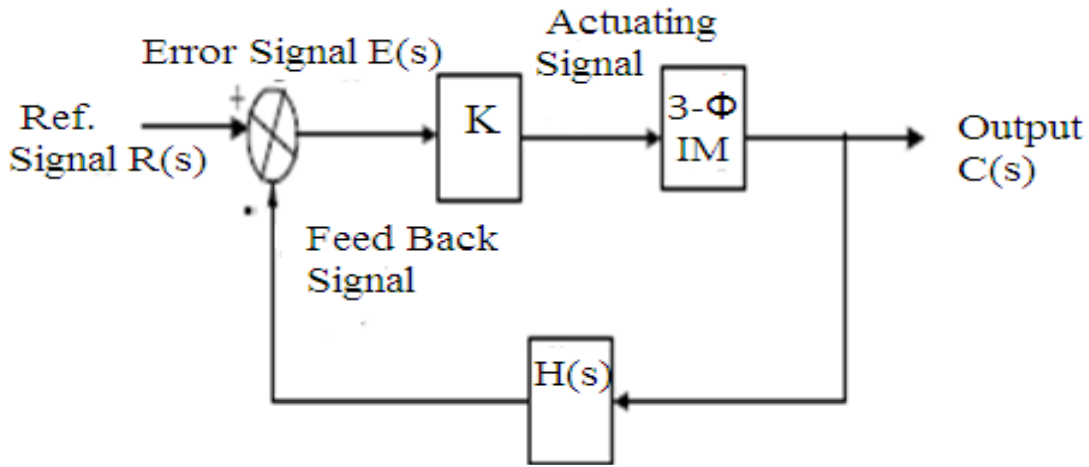 Error Signal E(s)
Actuating
Signal
+
Ref.
Signal R(s)
K
3-Φ
IM
Output
C(s)
Feed Back
Signal
H(s)